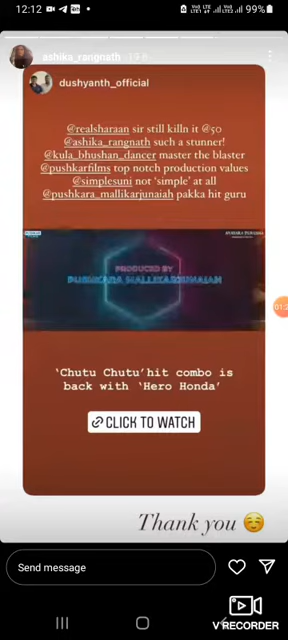 12:12
99%
ashika_rangnath 19 h
dushyanth_official
@realsharaan sir still killn it @50
@ashika_rangnath such a stunner!
@kula_bhushan_dancer master the blaster
@pushkarfilms top notch production values
@simplesuni not ‘simple’ at all
@pushkara_mallikarjunaiah pakka hit guru
PRODUCED BY
PUSHKARA MALLIKARJUNAIAH
‘Chutu Chutu’hit combo is
back with ‘Hero Honda’
CLICK TO WATCH
Thank you
Send message
V RECORDER